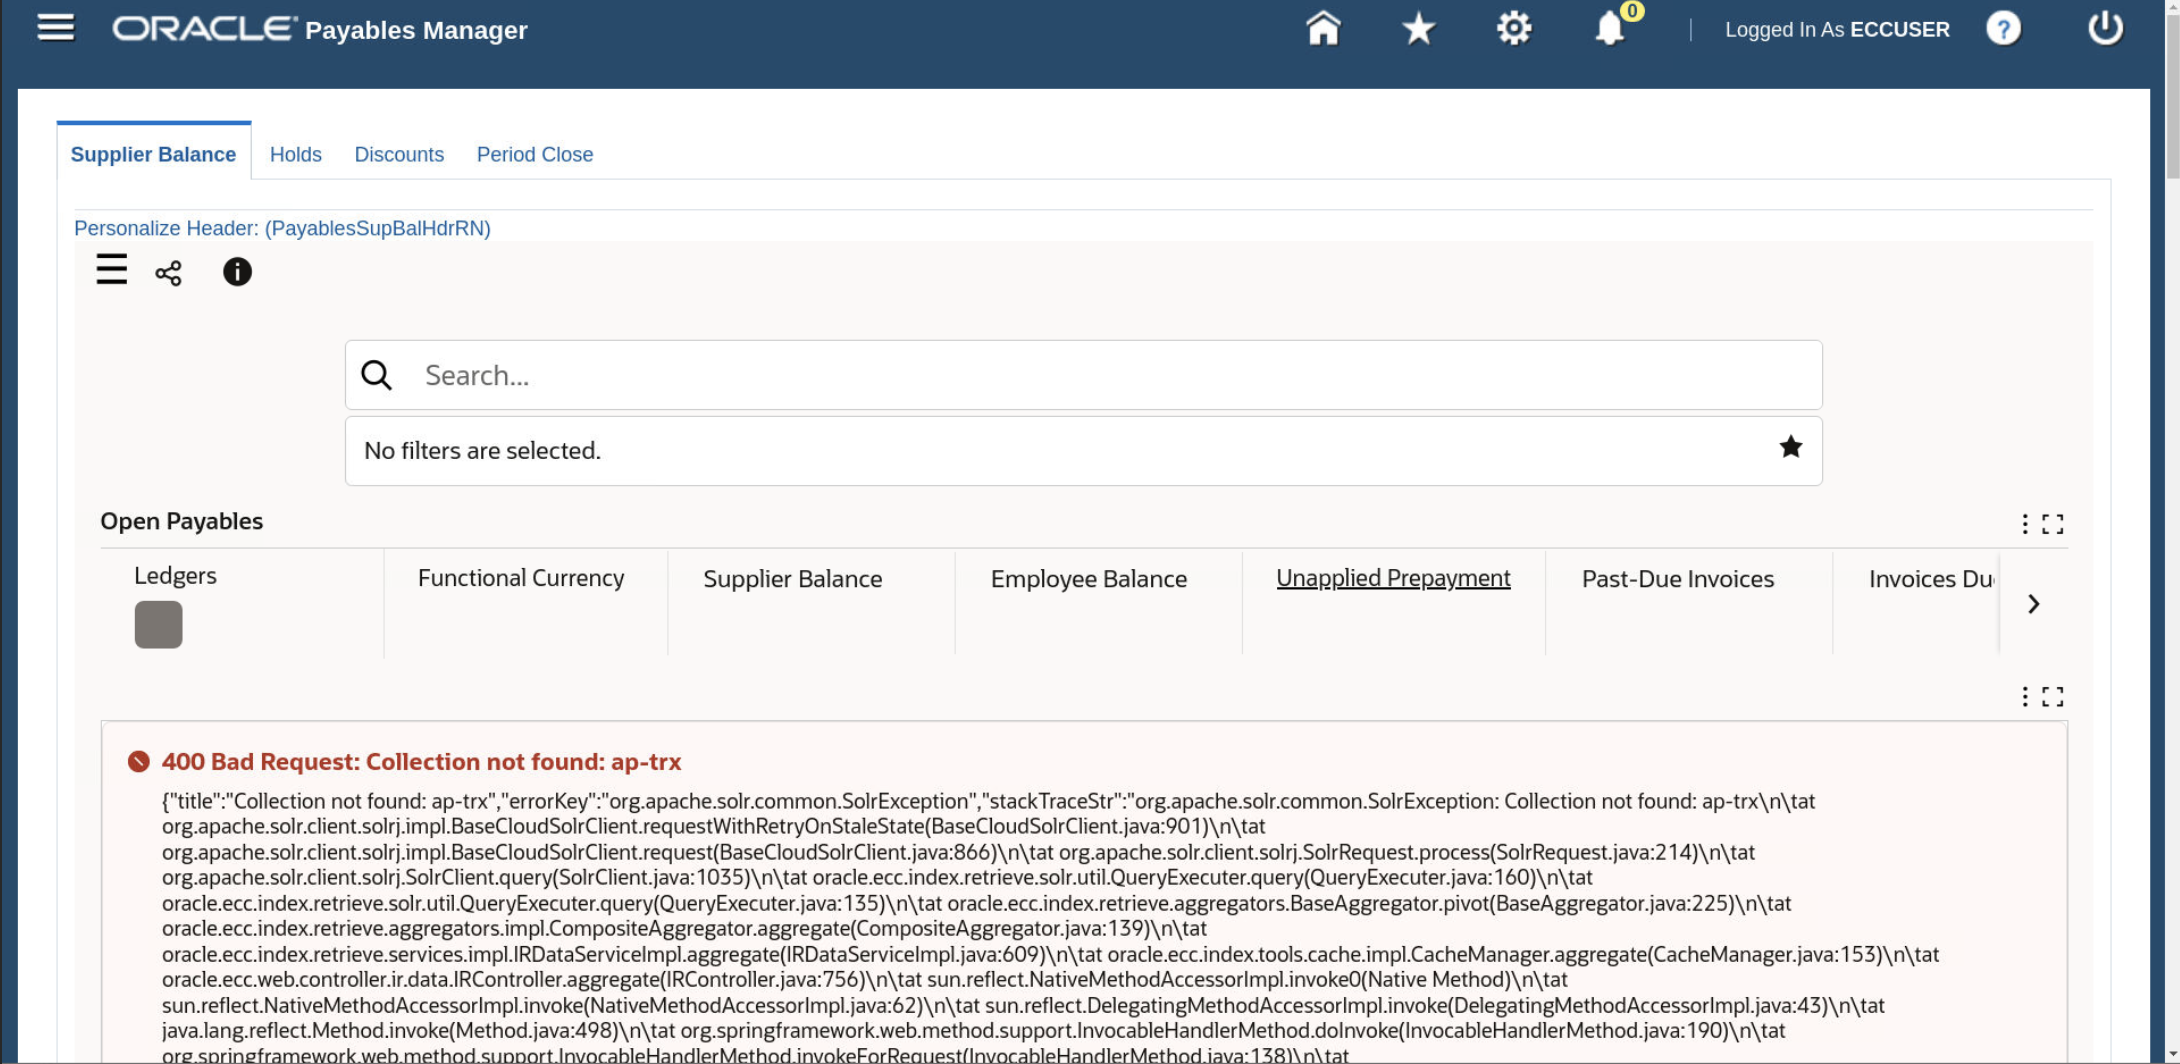 ORACLE Payables Manager
0
Logged In As ECCUSER
?
Supplier Balance Holds Discounts Period Close
Personalize Header: (PayablesSupBalHdrRN)
Search...
No filters are selected.
Open Payables
Ledgers Functional Currency Supplier Balance Employee Balance Unapplied Prepayment Past-Due Invoices Invoices Du
400 Bad Request: Collection not found: ap-trx
{"title":"Collection not found: ap-trx","errorKey":"org.apache.solr.common.SolrException","stackTraceStr":"org.apache.solr.common.SolrException: Collection not found: ap-trx\n\tat
org.apache.solr.client.solrj.impl.BaseCloudSolrClient.requestWithRetryOnStaleState(BaseCloudSolrClient.java:901)\n\tat
org.apache.solr.client.solrj.impl.BaseCloudSolrClient.request(BaseCloudSolrClient.java:866)\n\tat org.apache.solr.client.solrj.SolrRequest.process(SolrRequest.java:214)\n\tat
org.apache.solr.client.solrj.SolrClient.query(SolrClient.java:1035)\n\tat oracle.ecc.index.retrieve.solr.util.QueryExecuter.query(QueryExecuter.java:160)\n\tat
oracle.ecc.index.retrieve.solr.util.QueryExecuter.query(QueryExecuter.java:135)\n\tat oracle.ecc.index.retrieve.aggregators.BaseAggregator.pivot(BaseAggregator.java:225)\n\tat
oracle.ecc.index.retrieve.aggregators.impl.CompositeAggregator.aggregate(CompositeAggregator.java:139)\n\tat
oracle.ecc.index.retrieve.services.impl.IRDataServiceImpl.aggregate(IRDataServiceImpl.java:609)\n\tat oracle.ecc.index.tools.cache.impl.CacheManager.aggregate(CacheManager.java:153)\n\tat
oracle.ecc.web.controller.ir.data.IRController.aggregate(IRController.java:756)\n\tat sun.reflect.NativeMethodAccessorImpl.invoke0(Native Method)\n\tat
sun.reflect.NativeMethodAccessorImpl.invoke(NativeMethodAccessorImpl.java:62)\n\tat sun.reflect.DelegatingMethodAccessorImpl.invoke(DelegatingMethodAccessorImpl.java:43)\n\tat
java.lang.reflect.Method.invoke(Method.java:498)\n\tat org.springframework.web.method.support.InvocableHandlerMethod.doInvoke(InvocableHandlerMethod.java:190)\n\tat
org.springframework.web.method.support.InvocableHandlerMethod.invokeForRequest(InvocableHandlerMethod.java:138)\n\tat